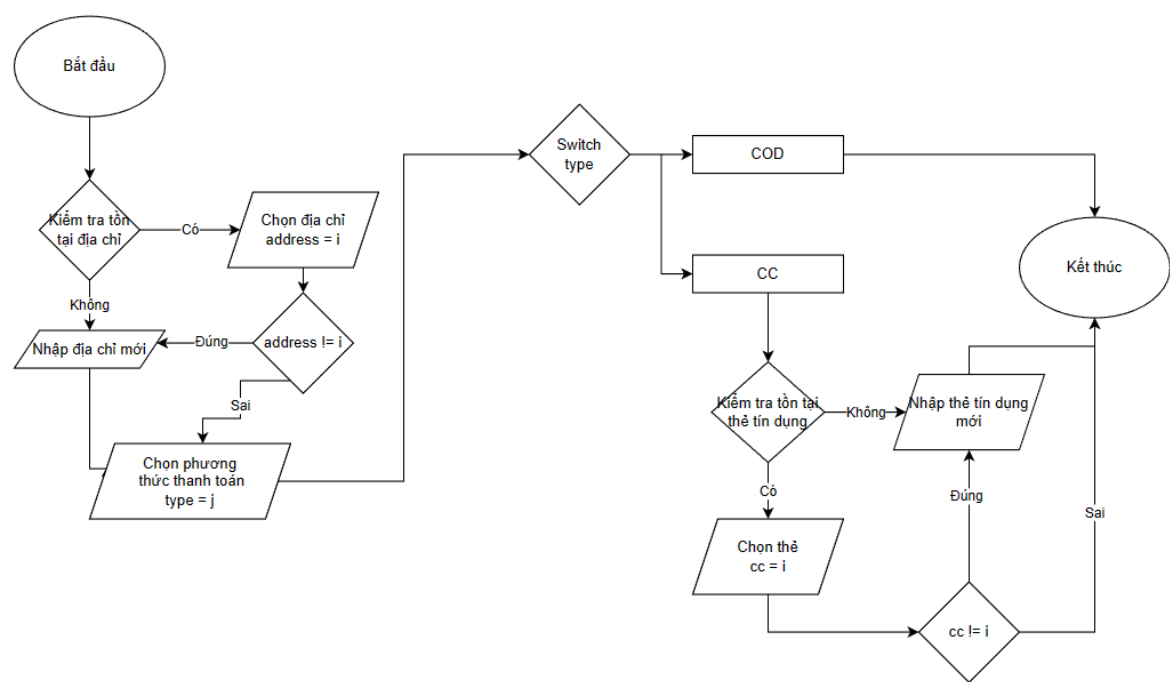 Bắt đầu
Kiểm tra tồn
tại địa chỉ
Có
Chọn địa chỉ
address = i
Không
Nhập địa chỉ mới
Đúng
address != i
Sai
Chọn phương
thức thanh toán
type = j
Switch
type
COD
CC
Kết thúc
Kiểm tra tồn tại
thẻ tín dụng
Không
Nhập thẻ tín dụng
mới
Có
Đúng
Sai
Chọn thẻ
cc = i
cc != i